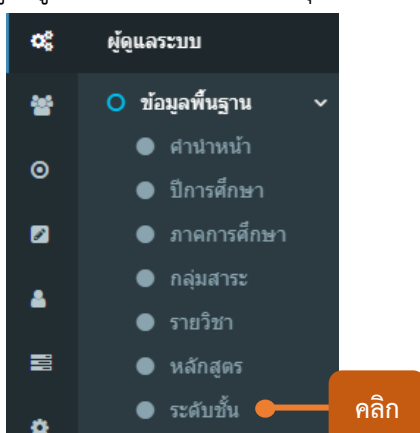 ผู้ดูแลระบบ
ข้อมูลพื้นฐาน
คำนำหน้า
ปีการศึกษา
ภาคการศึกษา
กลุ่มสาระ
รายวิชา
หลักสูตร
ระดับชั้น
คลิก